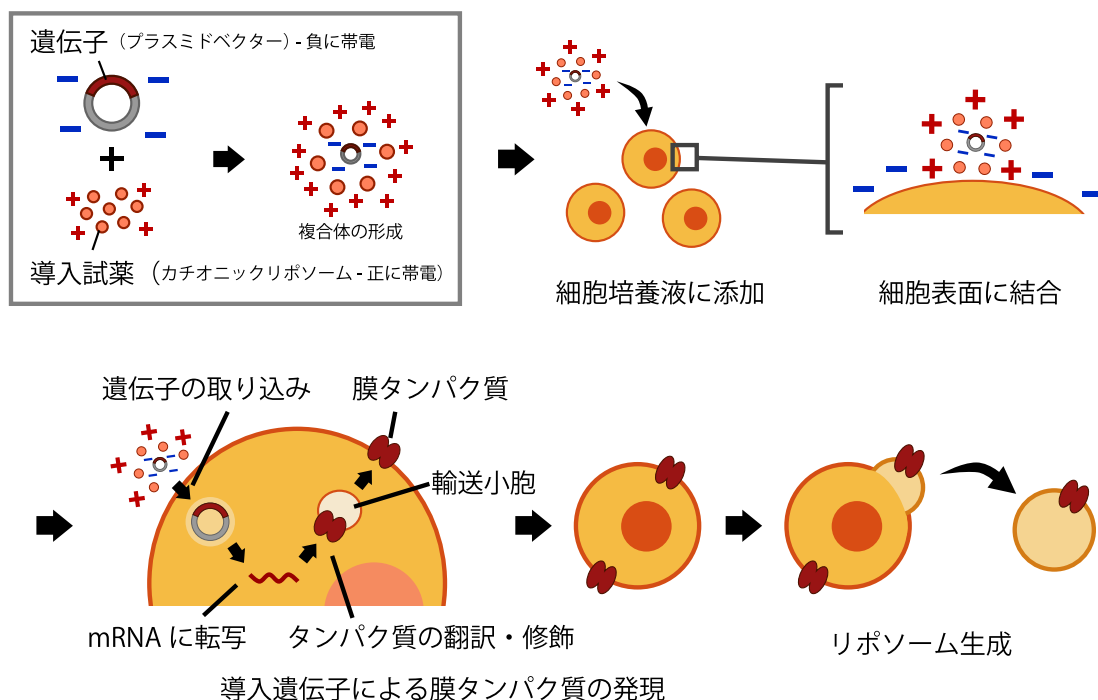 遺伝子（プラスミドベクター）- 負に帯電
複合体の形成
導入試薬（カチオニックリポソーム - 正に帯電）
細胞培養液に添加
細胞表面に結合
遺伝子の取り込み
膜タンパク質
輸送小胞
mRNA に転写
タンパク質の翻訳・修飾
リポソーム生成
導入遺伝子による膜タンパク質の発現